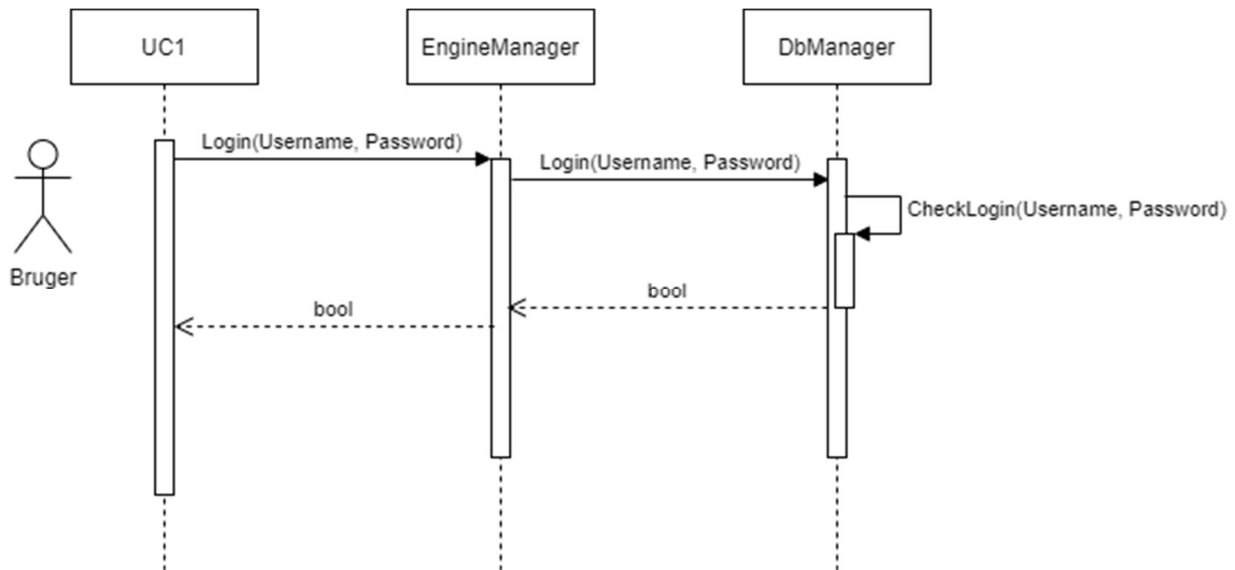 UC1
EngineManager
DbManager
Login(Username, Password)
Login(Username, Password)
CheckLogin(Username, Password)
Bruger
bool
bool